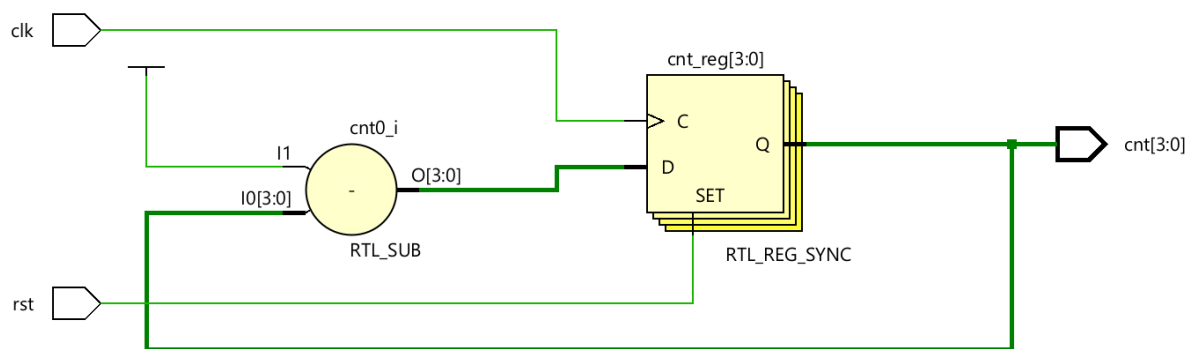 clk
cnt_reg[3:0]
cnt0_i
C
I1
Q
cnt[3:0]
O[3:0]
D
-
I0[3:0]
SET
RTL_SUB
RTL_REG_SYNC
rst